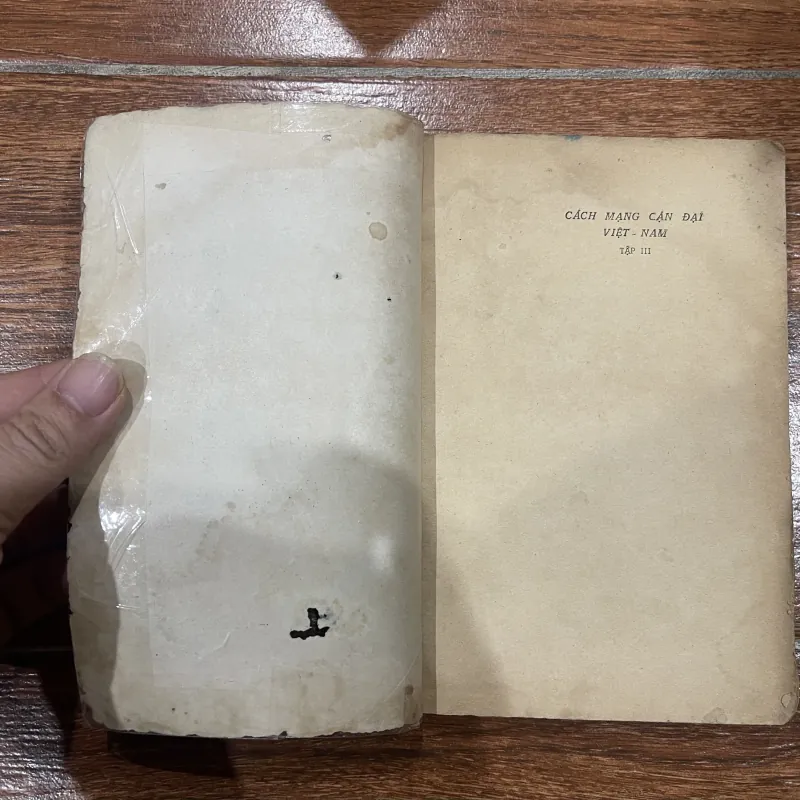 CÁCH MẠNG CẬN ĐẠI
VIỆT - NAM
TẬP III